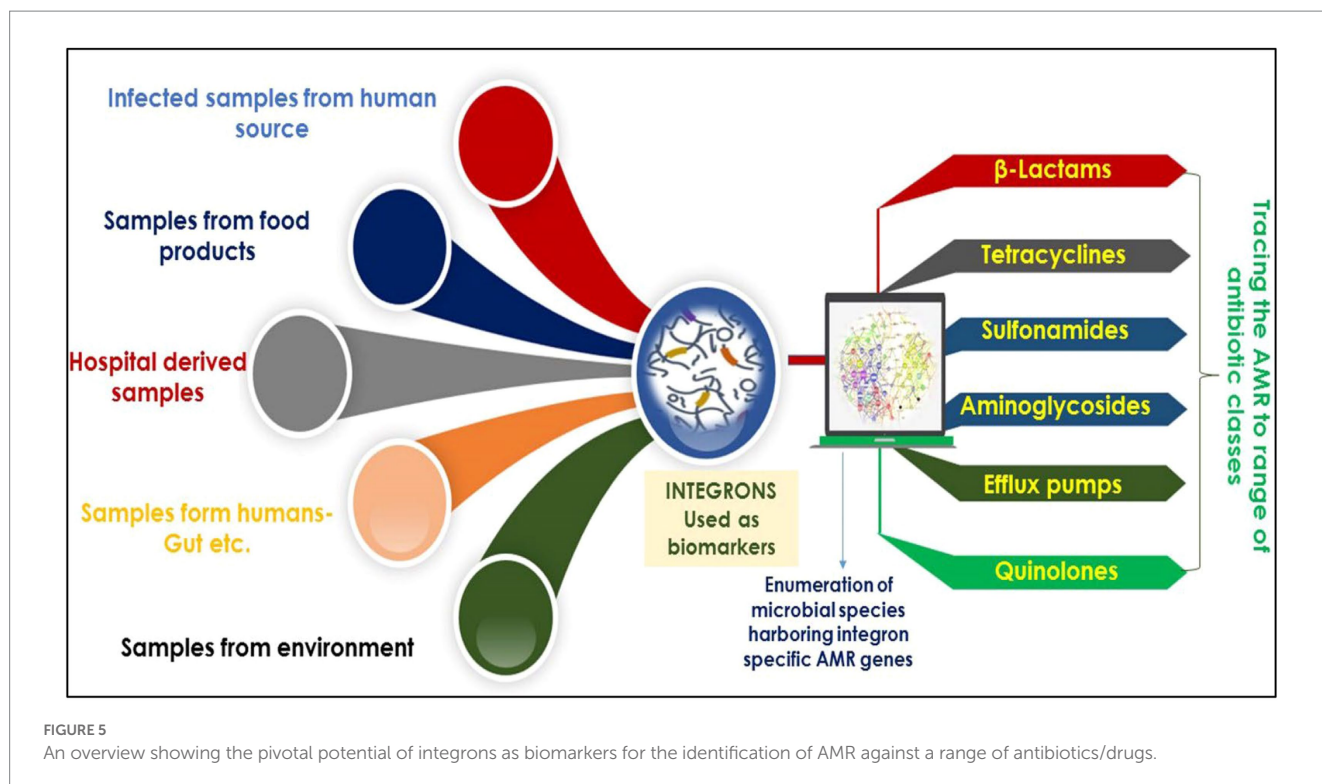 Infected samples from human
source
Samples from food
products
Hospital derived
samples
Samples form humans-
Gut etc.
Samples from environment
INTEGRONS
Used as
biomarkers
Enumeration of
microbial species
harboring integron
specific AMR genes
β-Lactams
Tetracyclines
Sulfonamides
Aminoglycosides
Efflux pumps
Quinolones
Tracing the AMR to range of
antibiotic classes
FIGURE 5
An overview showing the pivotal potential of integrons as biomarkers for the identification of AMR against a range of antibiotics/drugs.